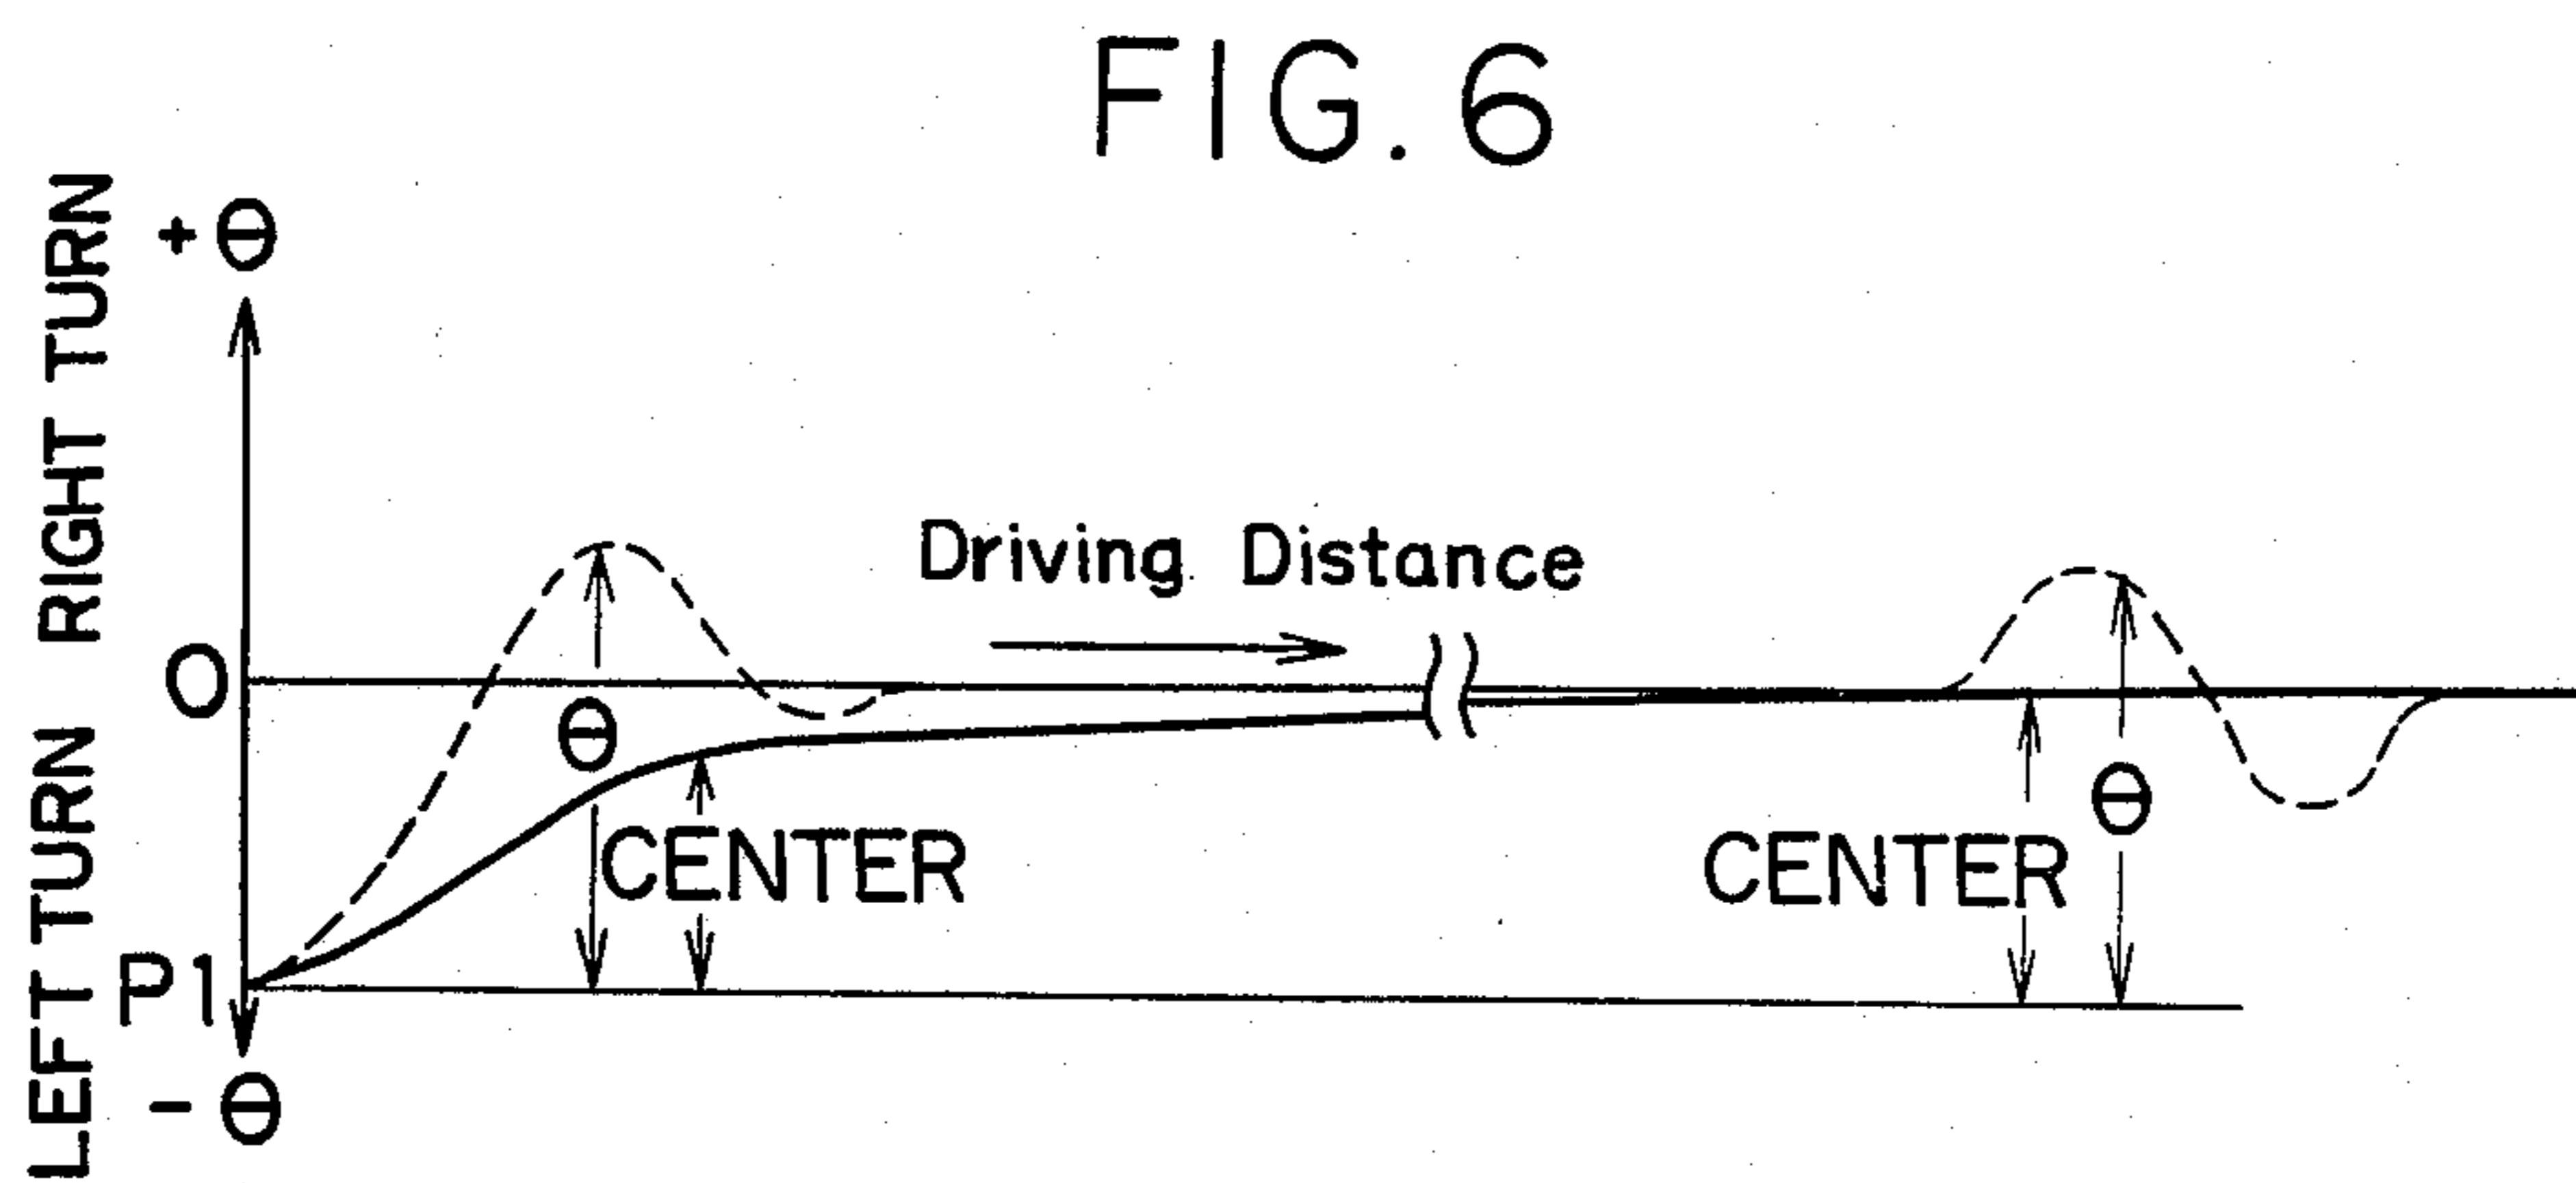 FIG. 6
RIGHT TURN
+ θ
Driving Distance
O
θ
θ
CENTER
CENTER
P1
LEFT TURN
- θ